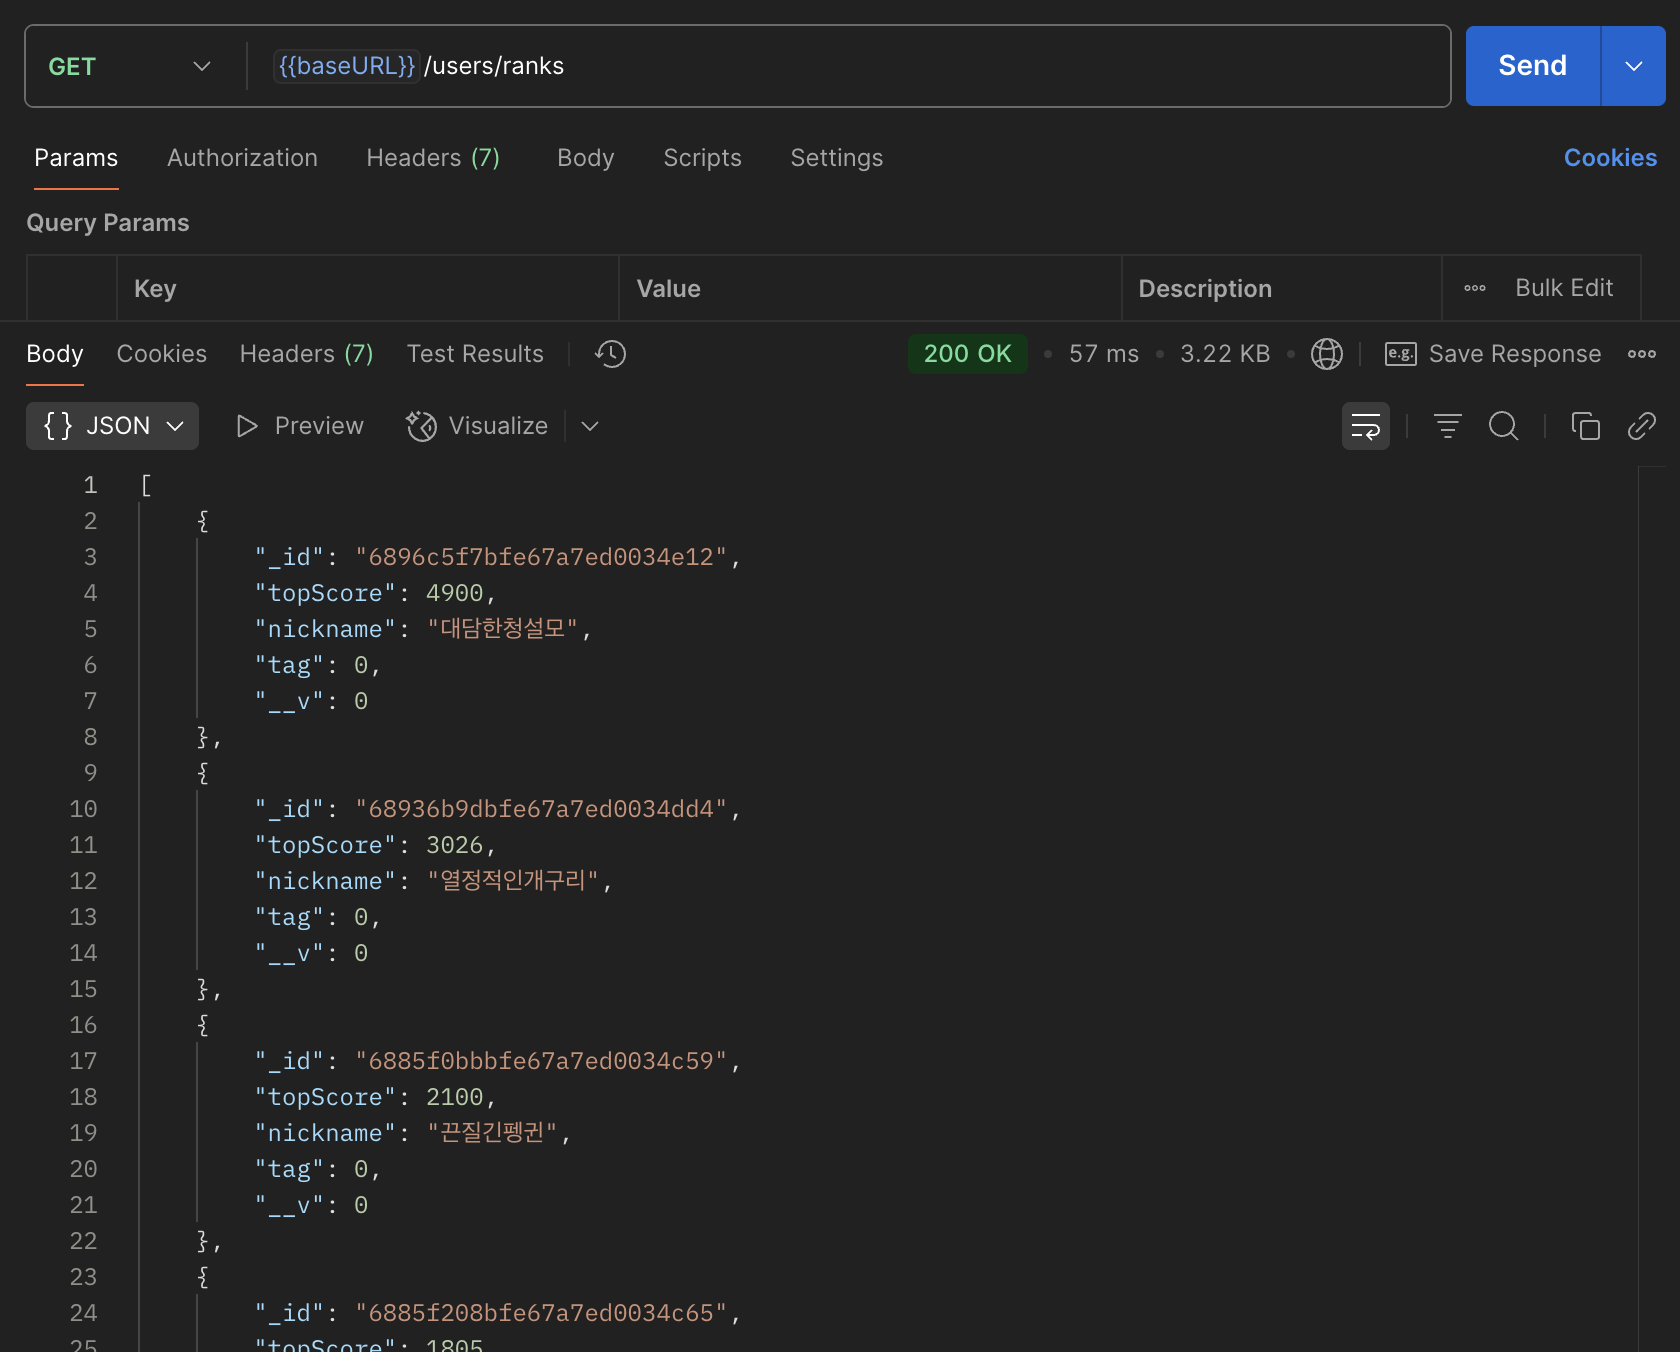 GET {{baseURL}} /users/ranks Send
Params Authorization Headers (7) Body Scripts Settings Cookies
Query Params
Key Value Description Bulk Edit
Body Cookies Headers (7) Test Results 200 OK • 57 ms • 3.22 KB • e.g. Save Response
{} JSON Preview Visualize
1 [
2 {
3 "_id": "6896c5f7bfe67a7ed0034e12",
4 "topScore": 4900,
5 "nickname": "대담한청설모",
6 "tag": 0,
7 "__v": 0
8 },
9 {
10 "_id": "68936b9dbfe67a7ed0034dd4",
11 "topScore": 3026,
12 "nickname": "열정적인개구리",
13 "tag": 0,
14 "__v": 0
15 },
16 {
17 "_id": "6885f0bbbfe67a7ed0034c59",
18 "topScore": 2100,
19 "nickname": "끈질긴펭귄",
20 "tag": 0,
21 "__v": 0
22 },
23 {
24 "_id": "6885f208bfe67a7ed0034c65",
25 "topScore": 1805